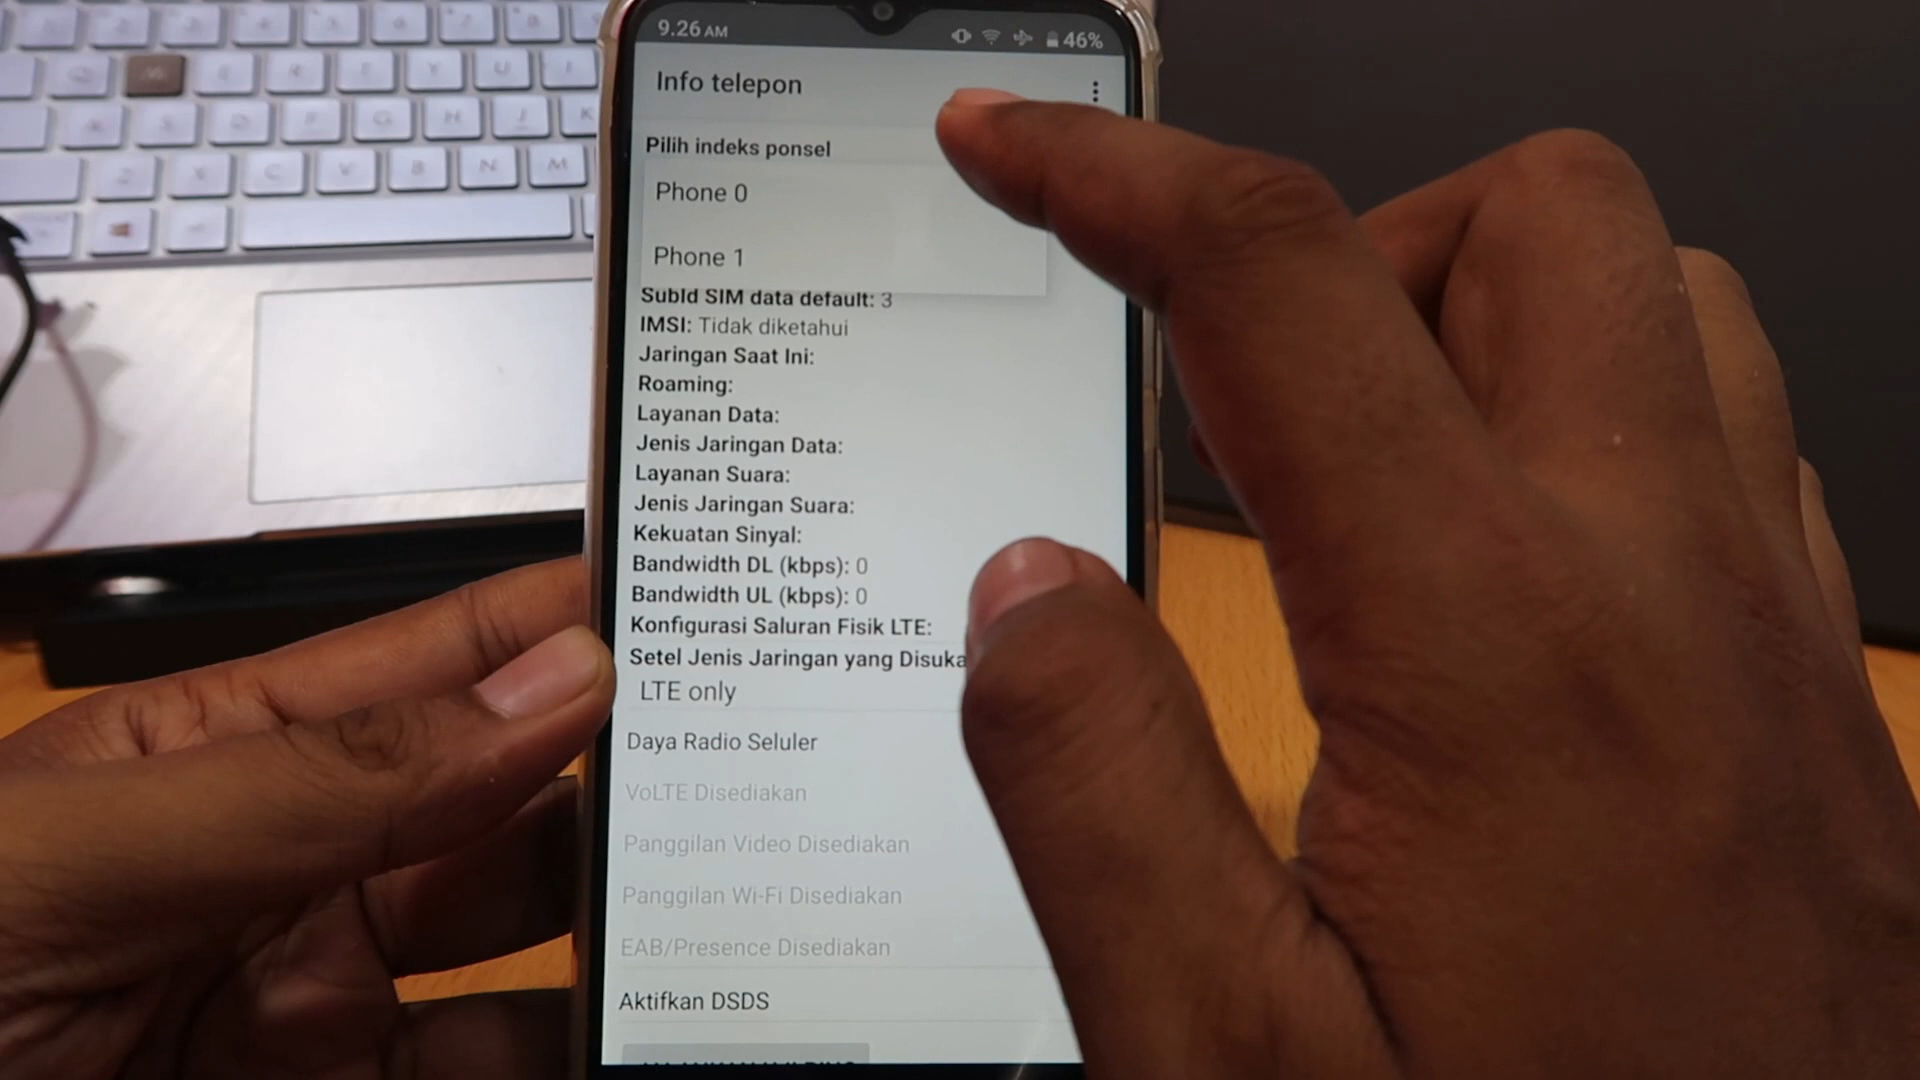 9.26 AM
46%
Info telepon
Pilih indeks ponsel
Phone 0
Phone 1
SubId SIM data default: 3
IMSI: Tidak diketahui
Jaringan Saat Ini:
Roaming:
Layanan Data:
Jenis Jaringan Data:
Layanan Suara:
Jenis Jaringan Suara:
Kekuatan Sinyal:
Bandwidth DL (kbps): 0
Bandwidth UL (kbps): 0
Konfigurasi Saluran Fisik LTE:
Setel Jenis Jaringan yang Disuka
LTE only
Daya Radio Seluler
VoLTE Disediakan
Panggilan Video Disediakan
Panggilan Wi-Fi Disediakan
EAB/Presence Disediakan
Aktifkan DSDS